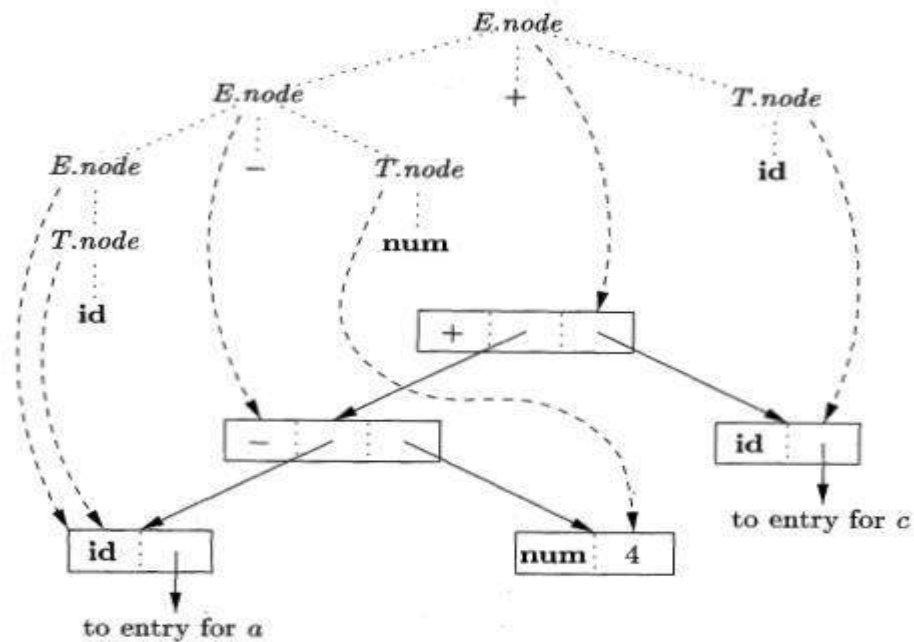 E.node
E.node + T.node
E.node − T.node id
T.node num
id
+
− id
to entry for c
id num 4
to entry for a